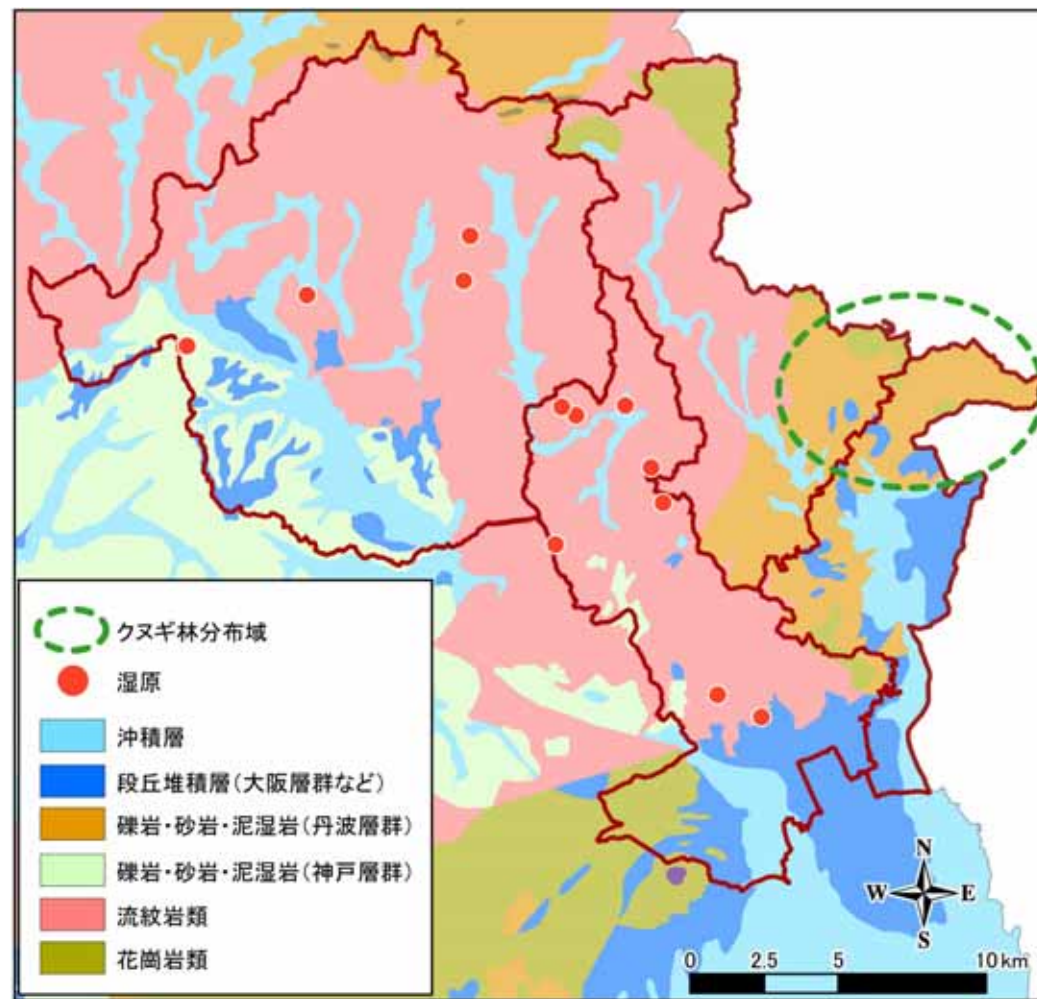 クヌギ林分布域
湿原
沖積層
段丘堆積層(大阪層群など)
礫岩・砂岩・泥湿岩(丹波層群)
礫岩・砂岩・泥湿岩(神戸層群)
流紋岩類
花崗岩類
N
W E
S
0 2.5 5 10km